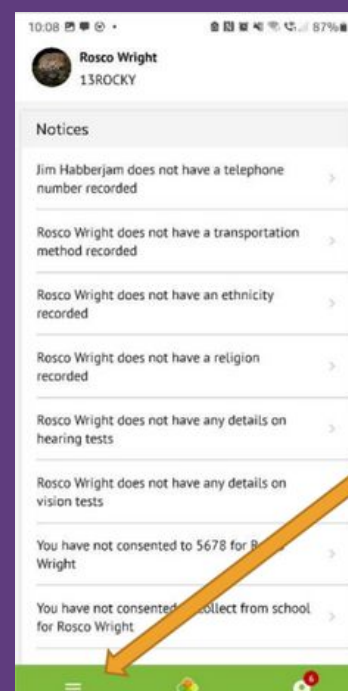 10:08
87%
Rosco Wright
13ROCKY
Notices
Jim Habberjam does not have a telephone
number recorded
Rosco Wright does not have a transportation
method recorded
Rosco Wright does not have an ethnicity
recorded
Rosco Wright does not have a religion
recorded
Rosco Wright does not have any details on
hearing tests
Rosco Wright does not have any details on
vision tests
You have not consented to 5678 for
Wright
You have not consented collect from school
for Rosco Wright
6